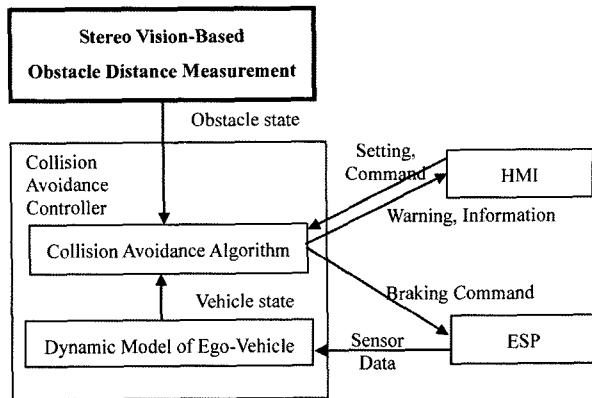 Stereo Vision-Based
Obstacle Distance Measurement
Obstacle state
Collision
Avoidance
Controller
Setting,
Command
HMI
Warning, Information
Collision Avoidance Algorithm
Vehicle state
Braking Command
Dynamic Model of Ego-Vehicle
Sensor
Data
ESP